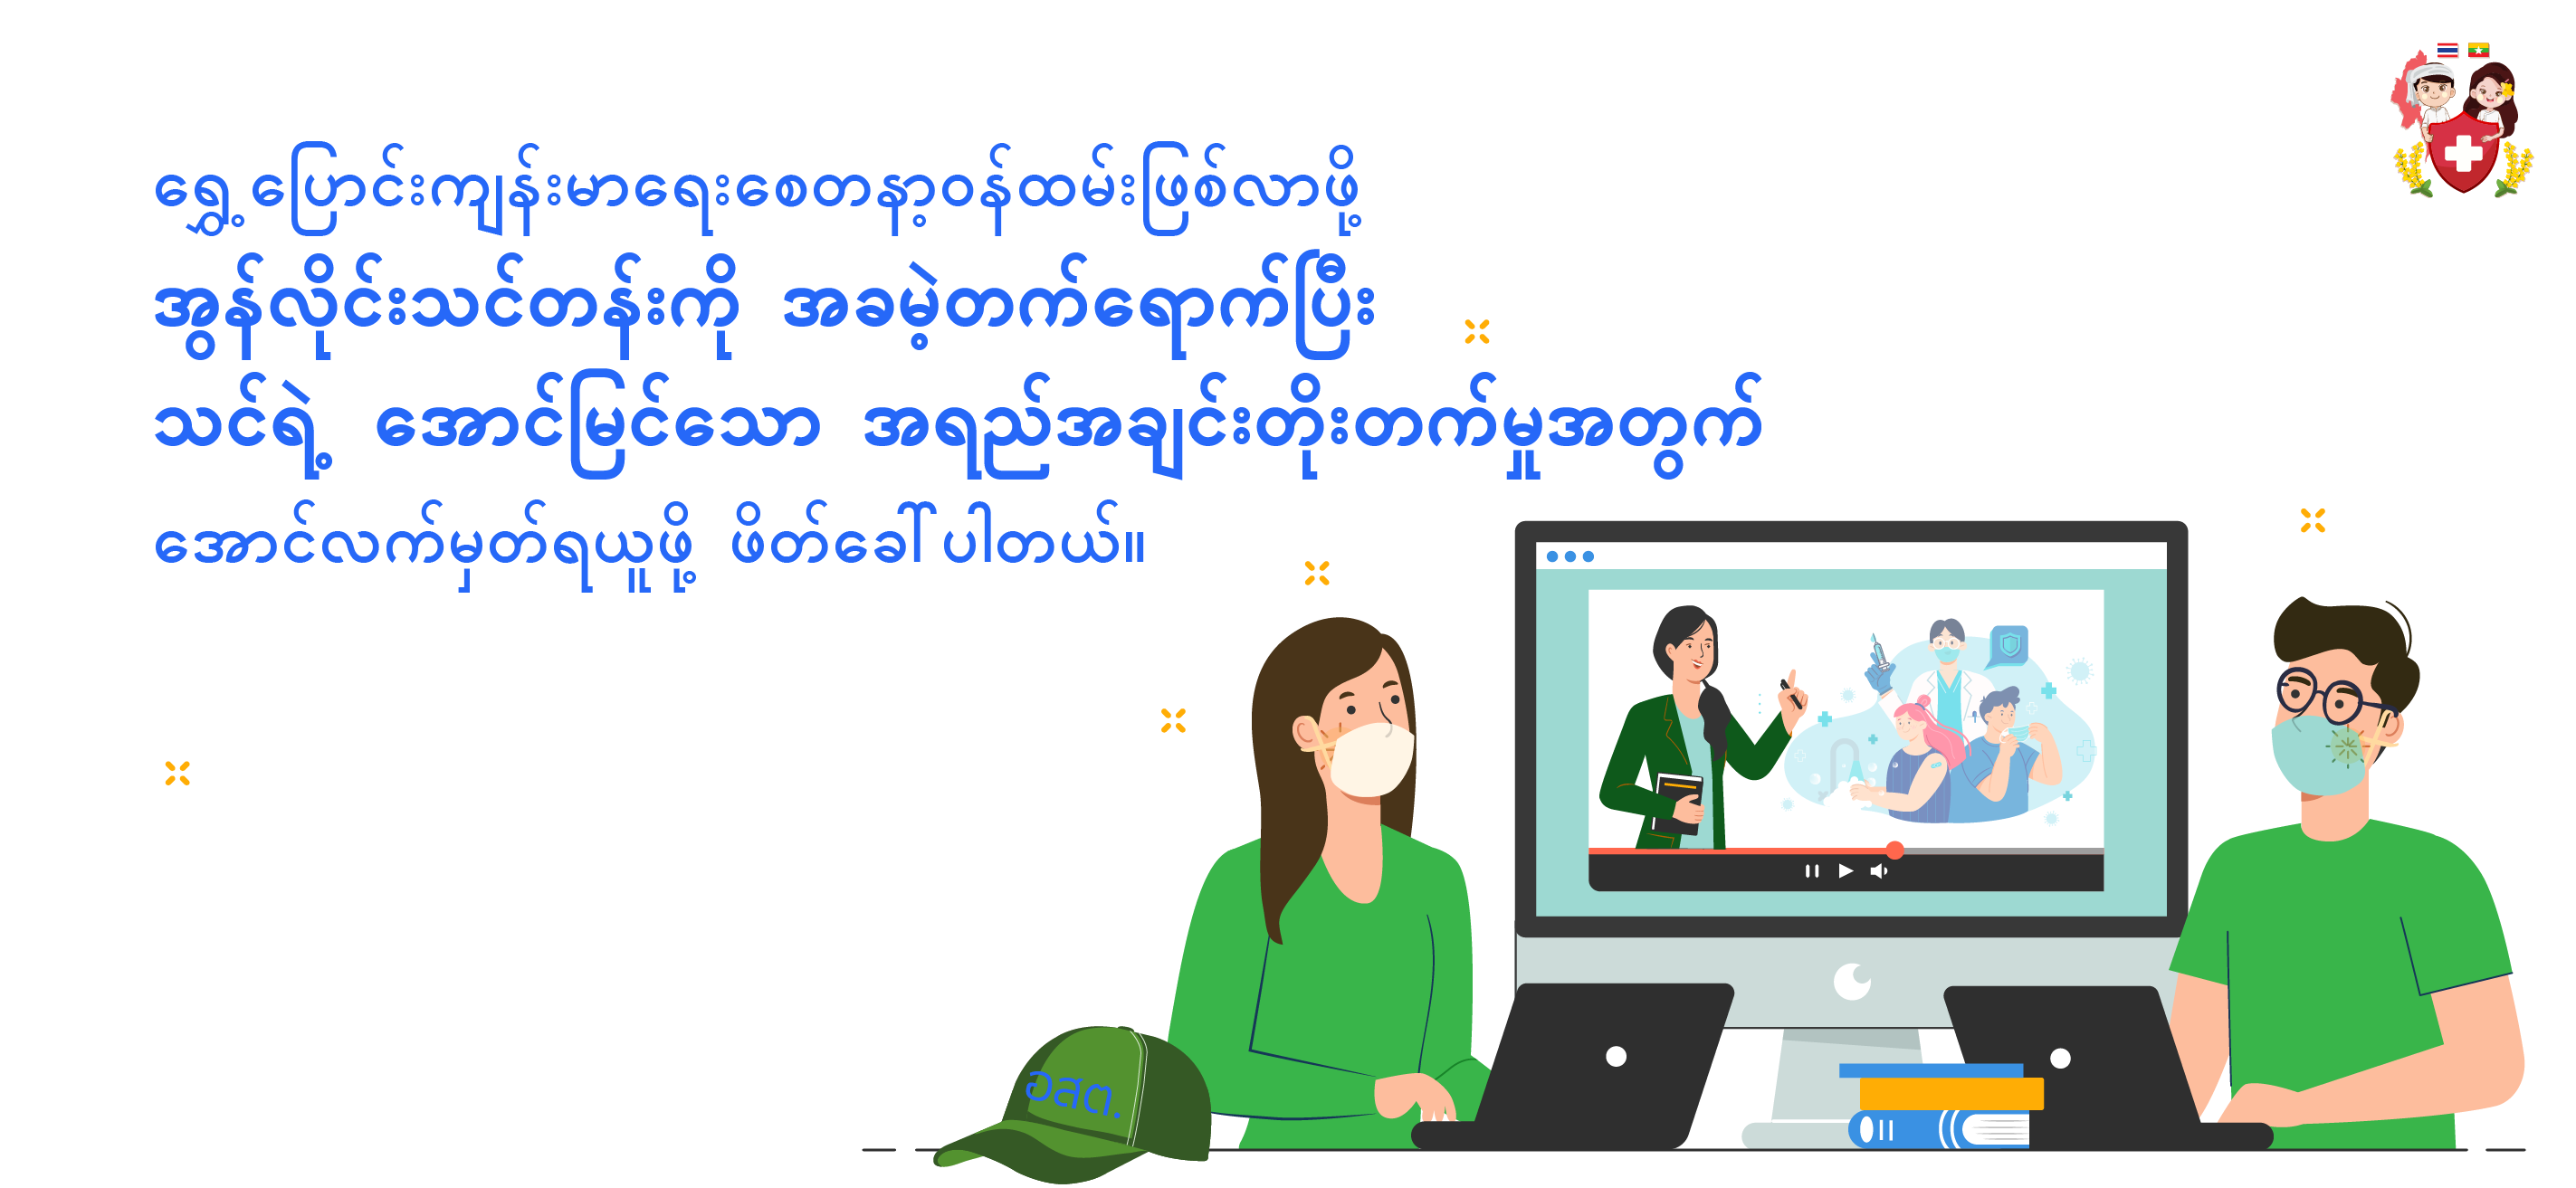 ရွှေ့ပြောင်းကျန်းမာရေးစေတနာ့ဝန်ထမ်းဖြစ်လာဖို့
အွန်လိုင်းသင်တန်းကို အခမဲ့တက်ရောက်ပြီး
သင်ရဲ့ အောင်မြင်သော အရည်အချင်းတိုးတက်မှုအတွက်
အောင်လက်မှတ်ရယူဖို့ ဖိတ်ခေါ်ပါတယ်။
อสต.